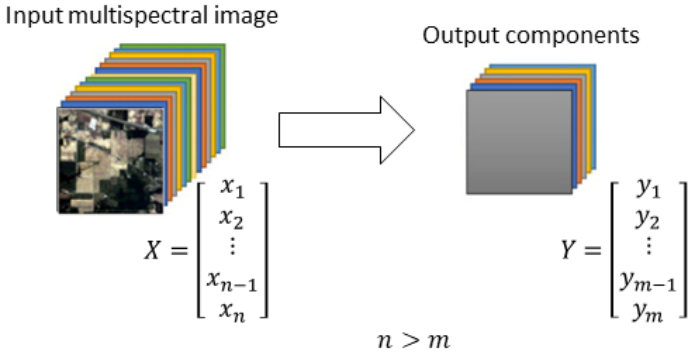 Input multispectral image
Output components
X = [
x₁
x₂
⋮
xₙ₋₁
xₙ
]
Y = [
y₁
y₂
⋮
yₘ₋₁
yₘ
]
n > m